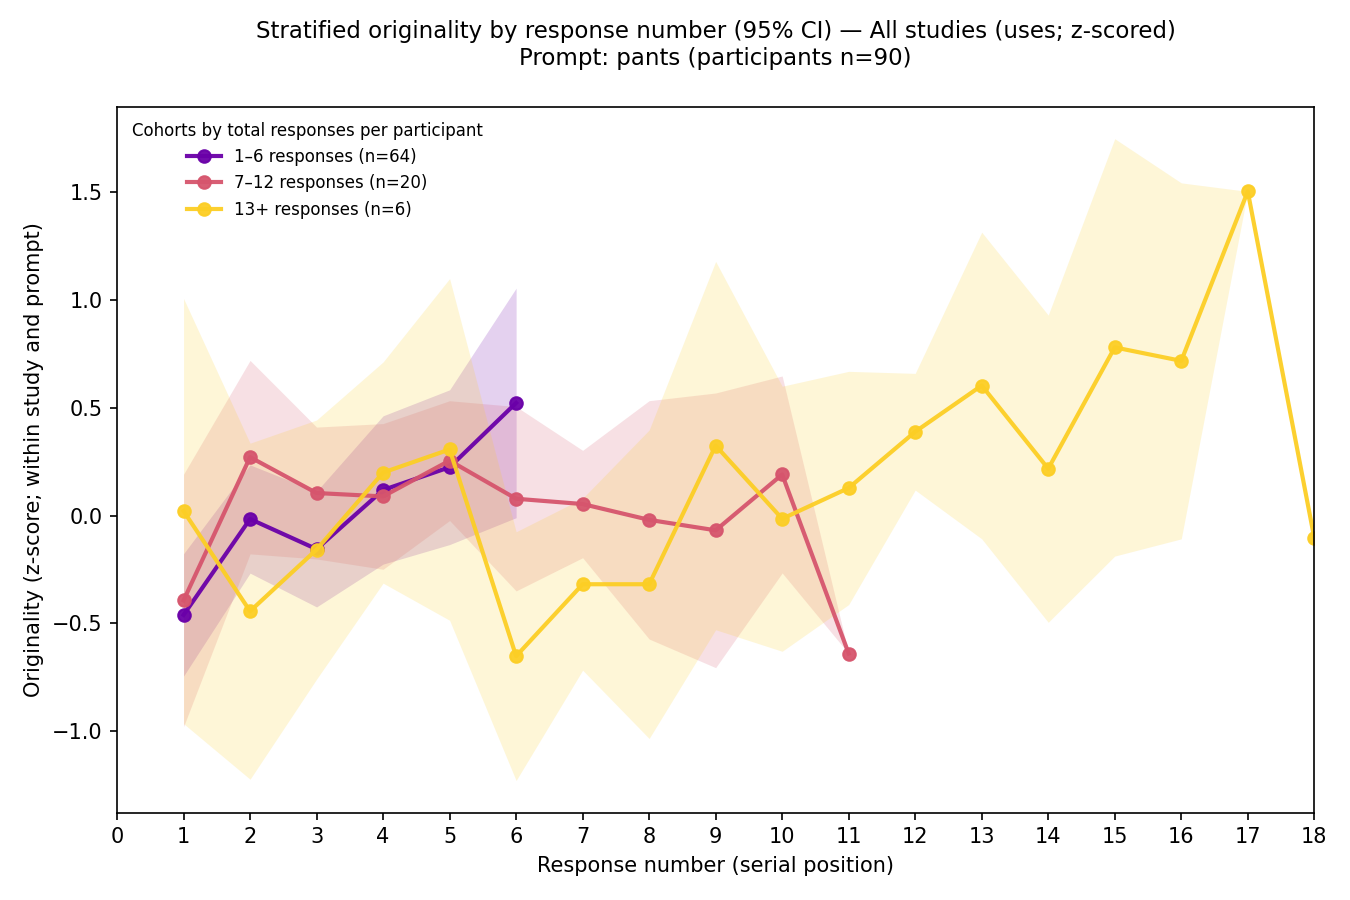 Stratified originality by response number (95% CI) — All studies (uses; z-scored)
Prompt: pants (participants n=90)
Cohorts by total responses per participant
1–6 responses (n=64)
7–12 responses (n=20)
13+ responses (n=6)
Originality (z-score; within study and prompt)
1.5
1.0
0.5
0.0
−0.5
−1.0
0 1 2 3 4 5 6 7 8 9 10 11 12 13 14 15 16 17 18
Response number (serial position)